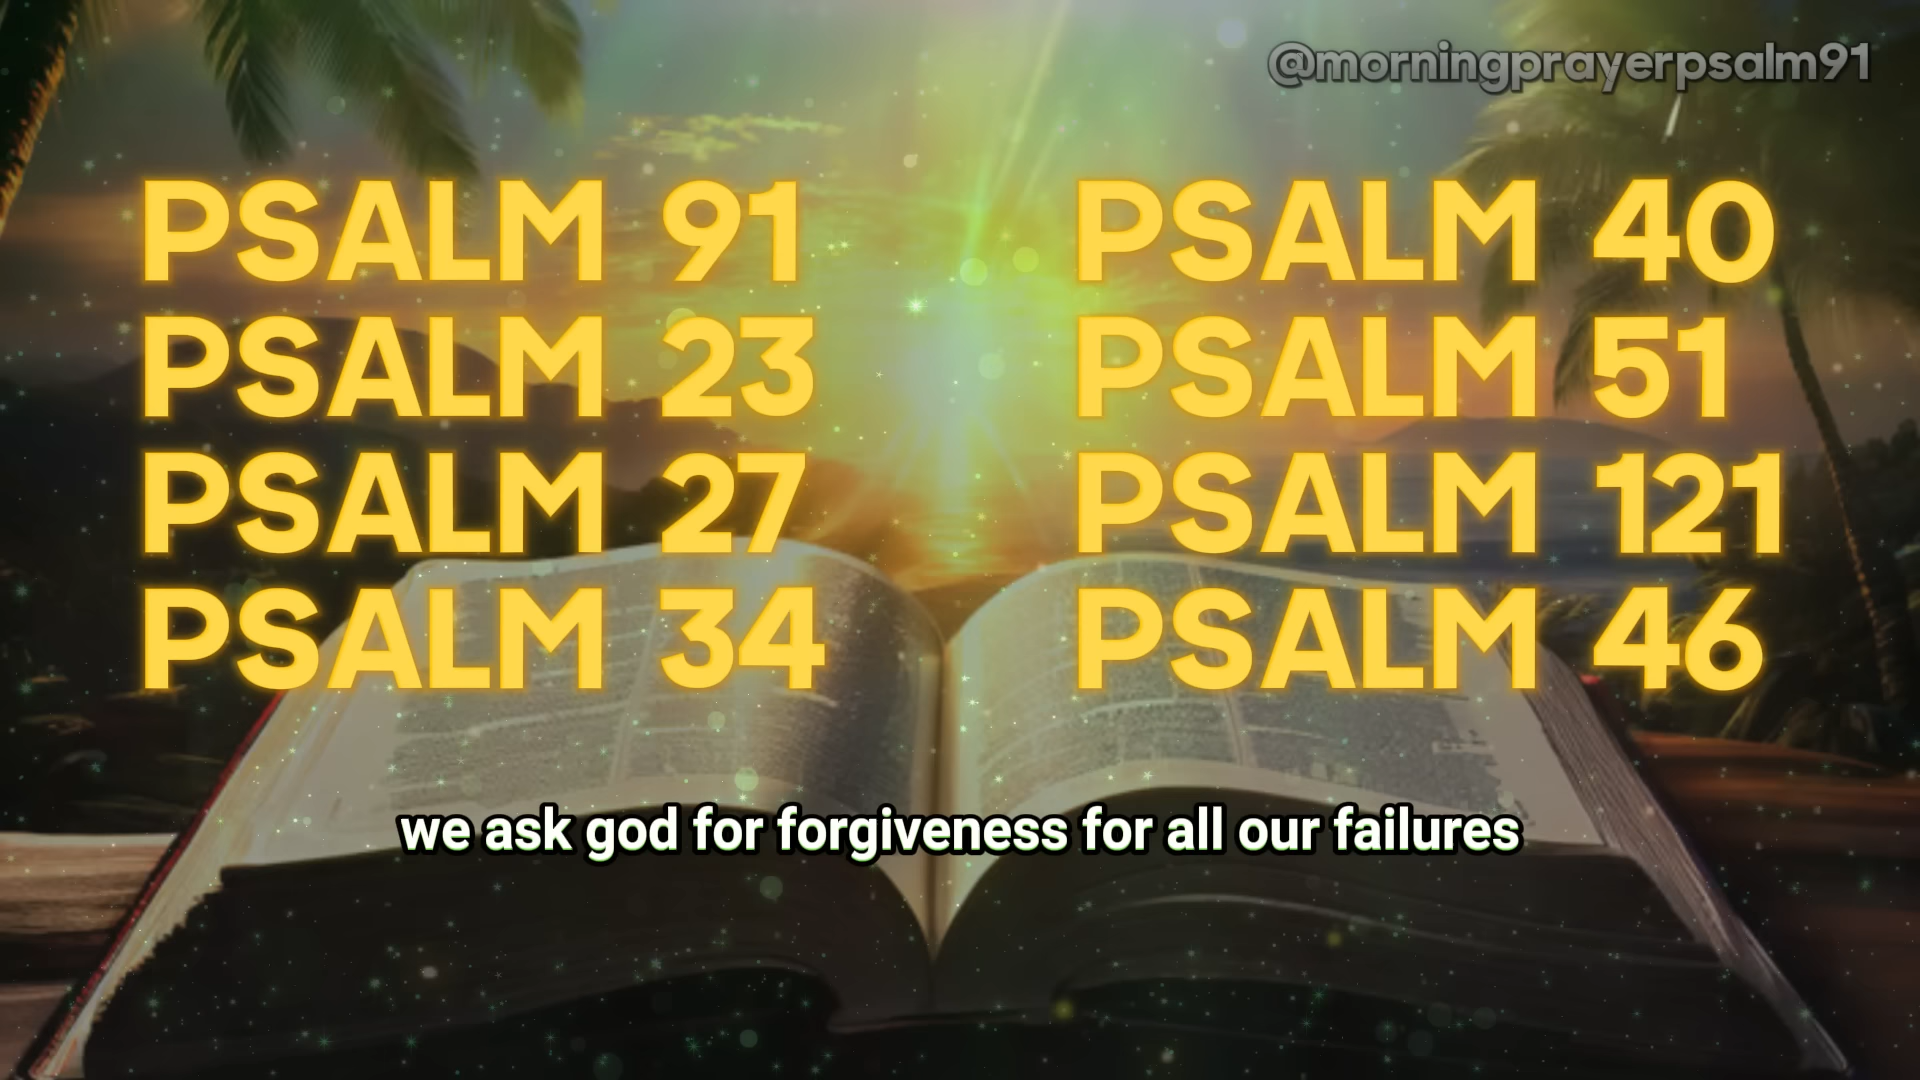 @morningprayerpsalm91
PSALM 91
PSALM 23
PSALM 27
PSALM 34
PSALM 40
PSALM 51
PSALM 121
PSALM 46
we ask god for forgiveness for all our failures